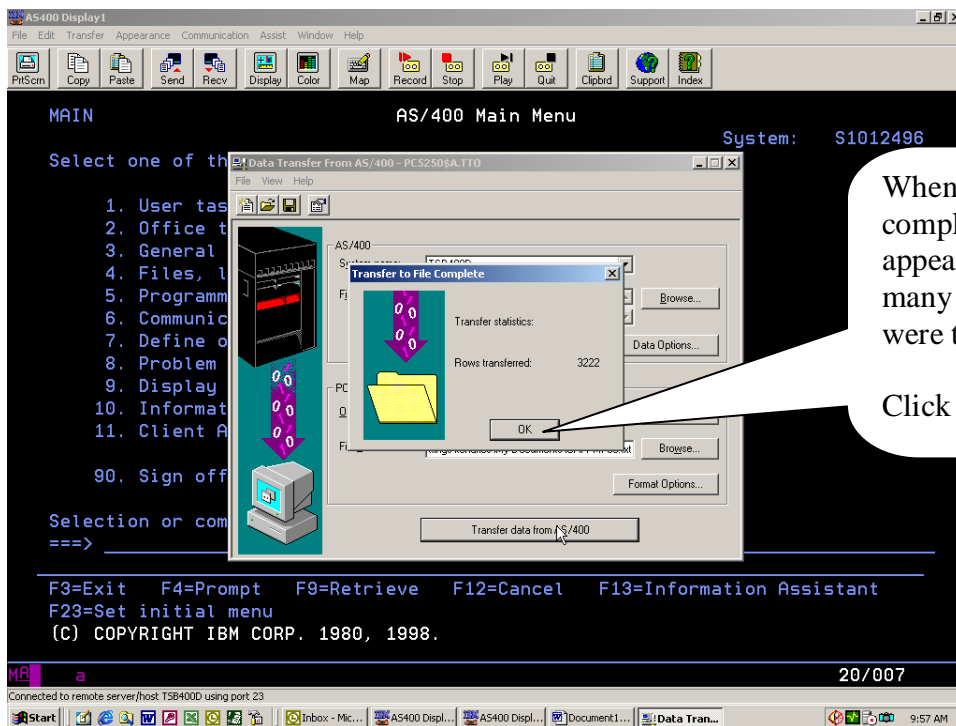 AS400 Display1
File Edit Transfer Appearance Communication Assist Window Help
PrtScrn Copy Paste Send Recv Display Color Map Record Stop Play Quit Clipbrd Support Index
MAIN AS/400 Main Menu
System: S1012496
Select one of th
1. User tas
2. Office t
3. General
4. Files, l
5. Programm
6. Communic
7. Define o
8. Problem
9. Display
10. Informat
11. Client A
90. Sign off
Selection or com
===>
F3=Exit F4=Prompt F9=Retrieve F12=Cancel F13=Information Assistant
F23=Set initial menu
(C) COPYRIGHT IBM CORP. 1980, 1998.
MA a 20/007
Connected to remote server/host TSB400D using port 23
Data Transfer From AS/400 - PC5250$A.TTO
File View Help
AS/400
Browse...
Data Options...
PC
Browse...
Format Options...
Transfer data from AS/400
Transfer to File Complete
Transfer statistics:
Rows transferred: 3222
OK
When
compl
appea
many
were t
Click
Start Inbox - Mic... AS400 Displ... AS400 Displ... Document1... Data Tran... 9:57 AM